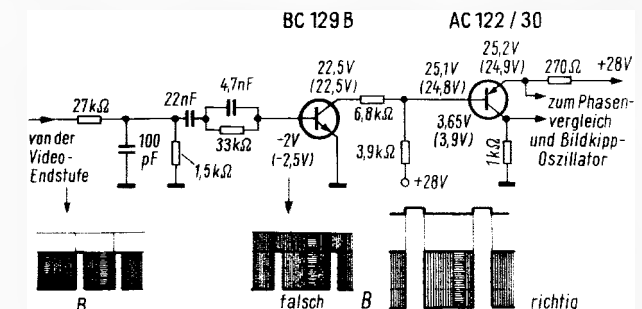 BC 129 B
AC 122 / 30
27kΩ
22nF
4,7nF
33kΩ
100
pF
1,5kΩ
von der
Video-
Endstufe
22,5V
(22,5V)
-2V
(-2,5V)
6,8kΩ
25,1V
(24,8V)
3,9kΩ
+28V
25,2V
(24,9V)
270Ω
+28V
3,65V
(3,9V)
1kΩ
zum Phasen-
vergleich
und Bildkipp-
Oszillator
B
falsch
B
richtig